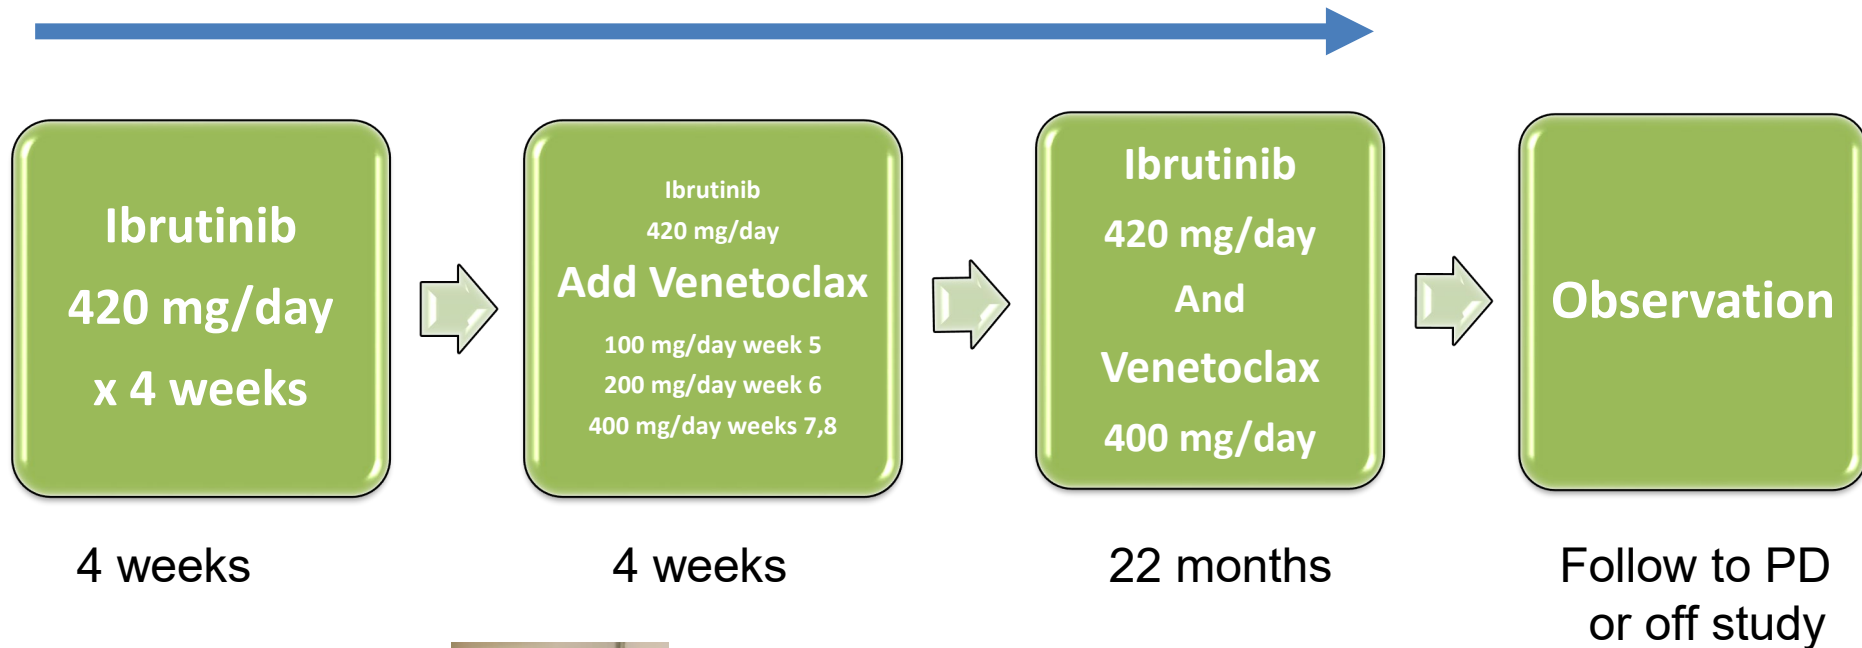 Ibrutinib
420 mg/day
x 4 weeks
Ibrutinib
420 mg/day
Add Venetoclax
100 mg/day week 5
200 mg/day week 6
400 mg/day weeks 7,8
Ibrutinib
420 mg/day
And
Venetoclax
400 mg/day
Observation
4 weeks
4 weeks
22 months
Follow to PD
or off study